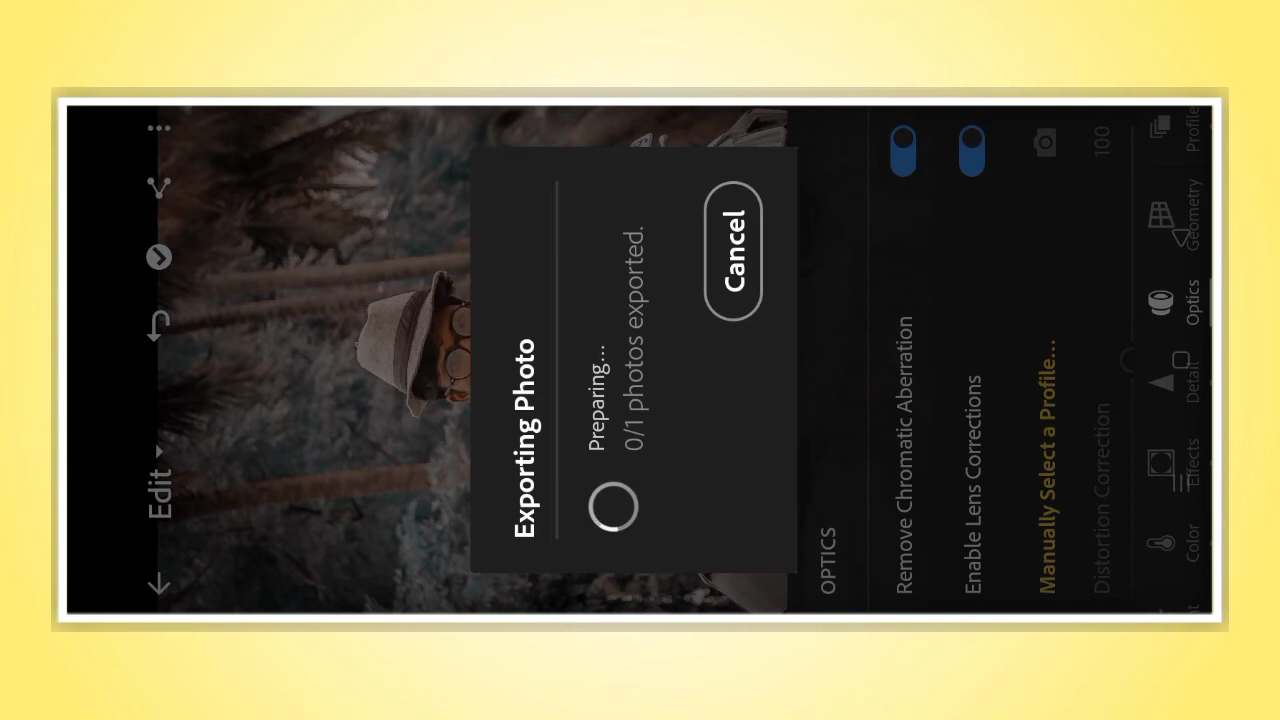 Edit
Exporting Photo
Preparing...
0/1 photos exported.
Cancel
OPTICS
Remove Chromatic Aberration
Enable Lens Corrections
Manually Select a Profile...
Distortion Correction 100
Color Effects Detail Optics Geometry Profile